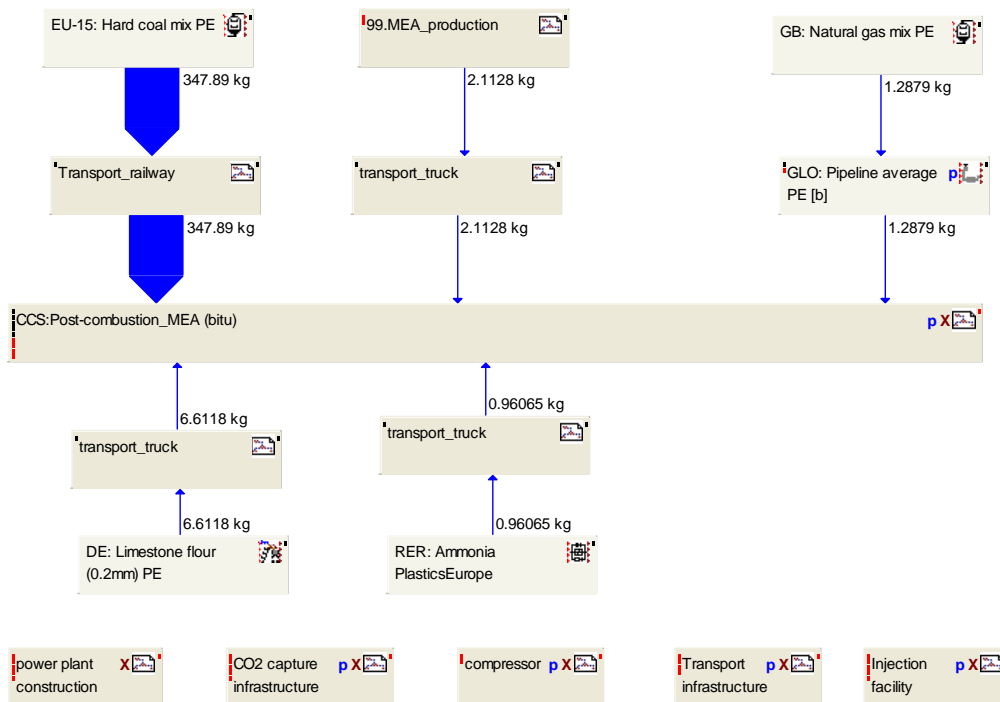 EU-15: Hard coal mix PE
99.MEA_production
GB: Natural gas mix PE
347.89 kg
2.1128 kg
1.2879 kg
Transport_railway
transport_truck
GLO: Pipeline average
PE [b]
p
347.89 kg
2.1128 kg
1.2879 kg
CCS:Post-combustion_MEA (bitu)
p X
6.6118 kg
0.96065 kg
transport_truck
transport_truck
6.6118 kg
0.96065 kg
DE: Limestone flour
(0.2mm) PE
RER: Ammonia
PlasticsEurope
power plant
construction
X
CO2 capture
infrastructure
p X
compressor
p X
Transport
infrastructure
p X
Injection
facility
p X